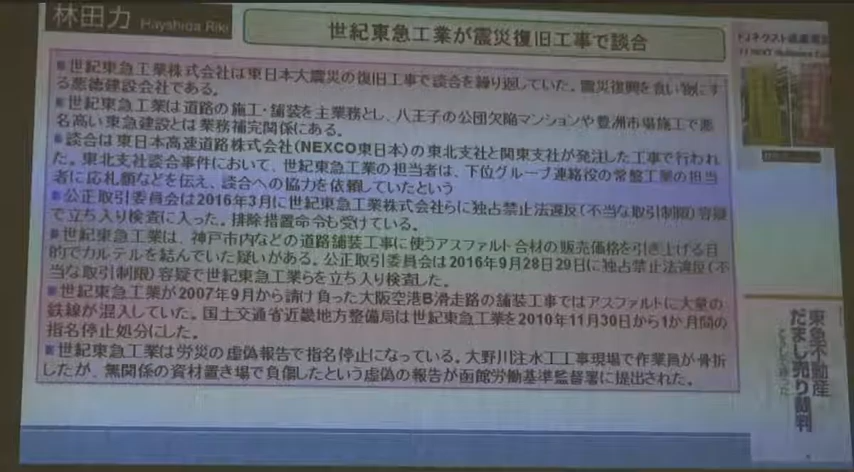 林田力 Hayshida Riki
世紀東急工業が震災復旧工事で談合
■世紀東急工業株式会社は東日本大震災の復旧工事で談合を繰り返していた。震災復興を食い物にす
る悪徳建設会社である。
■世紀東急工業は道路の施工・舗装を主業務とし、八王子の公団欠陥マンションや豊洲市場施工で悪
名高い東急建設とは業務補完関係にある。
■談合は東日本高速道路株式会社(NEXCO東日本)の東北支社と関東支社が発注した工事で行われ
た。東北支社談合事件において、世紀東急工業の担当者は、下位グループ連絡役の常盤工業の担当
者に応札額などを伝え、談合への協力を依頼していたという
■公正取引委員会は2016年3月に世紀東急工業株式会社らに独占禁止法違反(不当な取引制限)容疑
で立ち入り検査に入った。排除措置命令も受けている。
■世紀東急工業は、神戸市内などの道路舗装工事に使うアスファルト合材の販売価格を引き上げる目
的でカルテルを結んでいた疑いがある。公正取引委員会は2016年9月28日29日に独占禁止法違反(不
当な取引制限)容疑で世紀東急工業らを立ち入り検査した。
■世紀東急工業が2007年9月から請け負った大阪空港B滑走路の舗装工事ではアスファルトに大量の
鉄線が混入していた。国土交通省近畿地方整備局は世紀東急工業を2010年11月30日から1か月間の
指名停止処分にした。
■世紀東急工業は労災の虚偽報告で指名停止になっている。大野川注水工工事現場で作業員が骨折
したが、無関係の資材置き場で負傷したという虚偽の報告が函館労働基準監督署に提出された。
東急不動産
だまし売り裁判